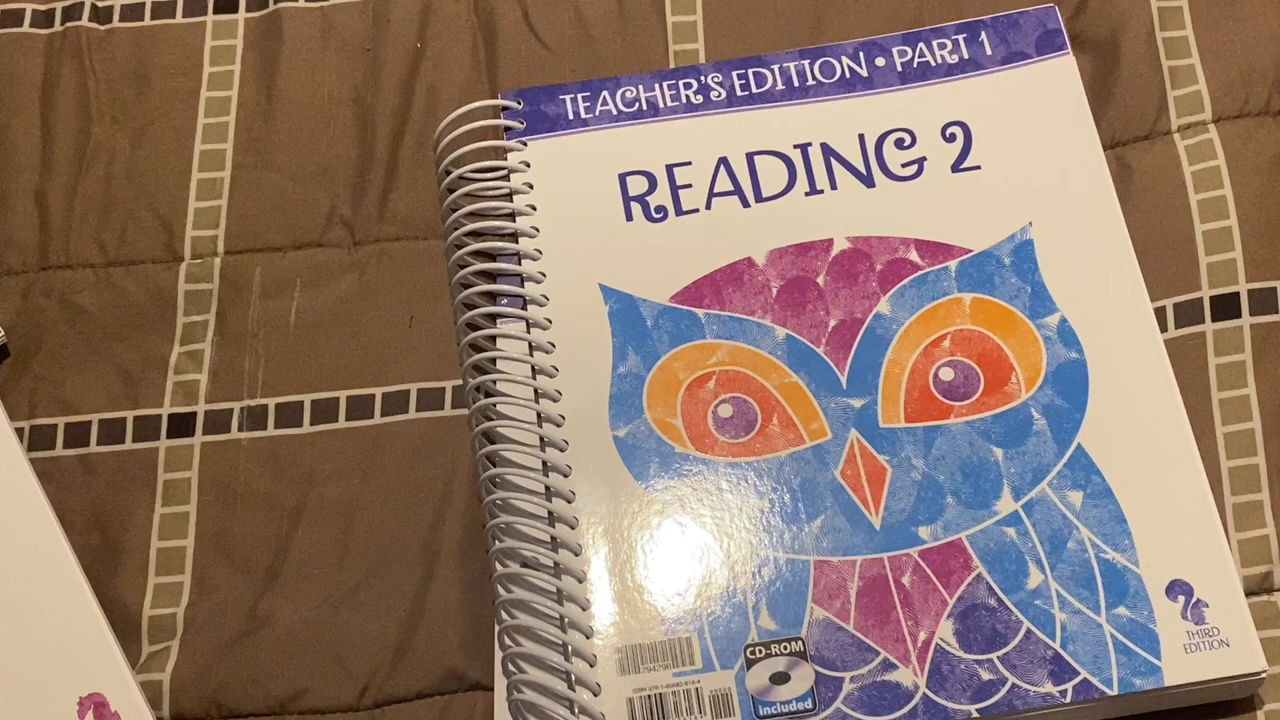 TEACHER'S EDITION • PART 1
READING 2
THIRD
EDITION
CD-ROM
included